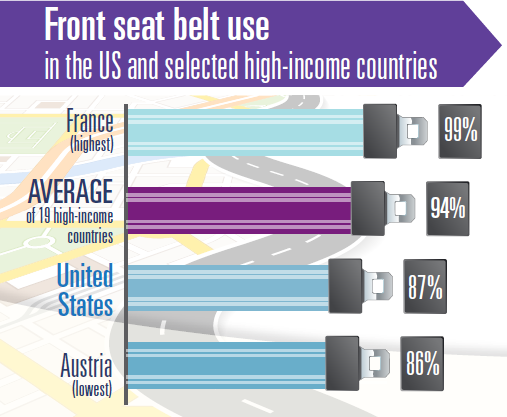 Front seat belt use
in the US and selected high-income countries
France
(highest)
99%
AVERAGE
of 19 high-income
countries
94%
United
States
87%
Austria
(lowest)
86%